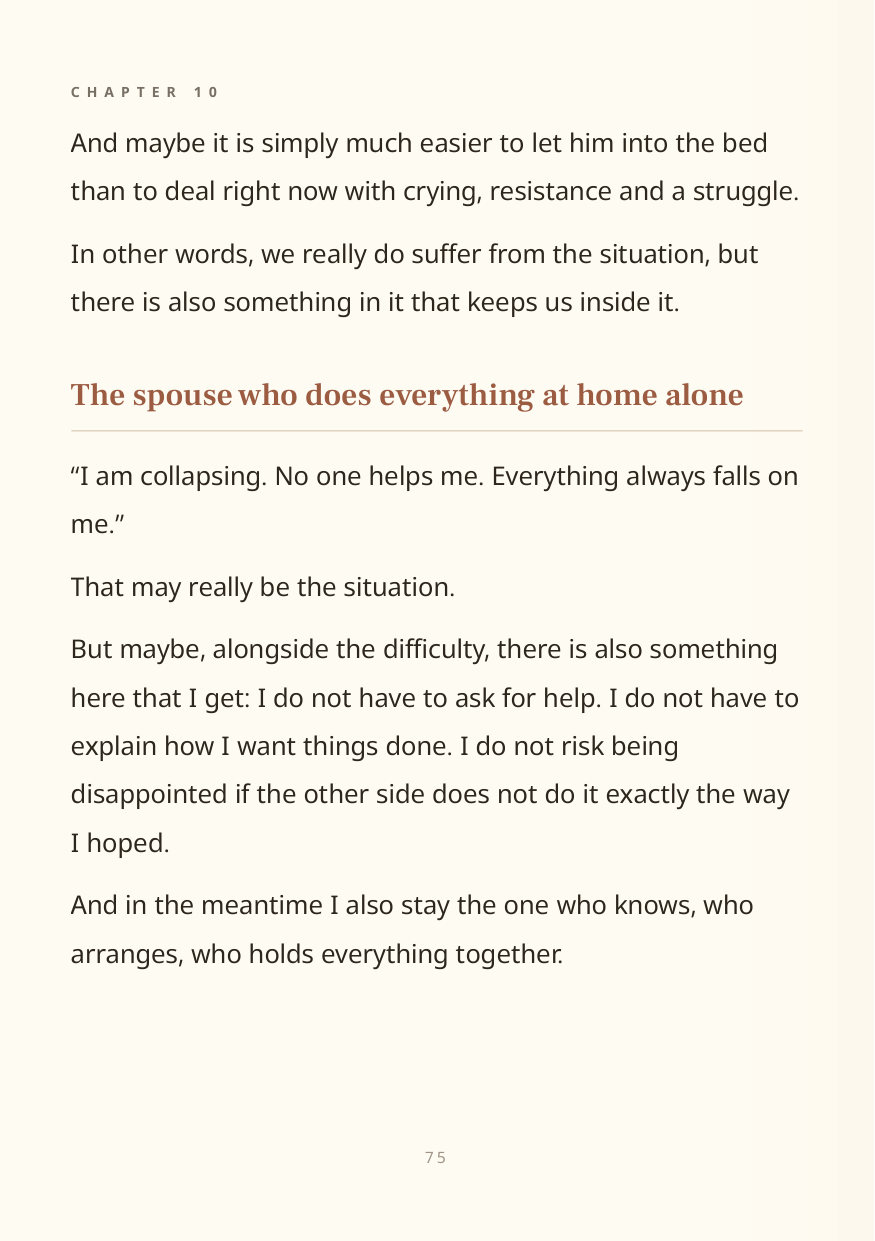 CHAPTER 10
And maybe it is simply much easier to let him into the bed
than to deal right now with crying, resistance and a struggle.
In other words, we really do suffer from the situation, but
there is also something in it that keeps us inside it.
The spouse who does everything at home alone
“I am collapsing. No one helps me. Everything always falls on
me.”
That may really be the situation.
But maybe, alongside the difficulty, there is also something
here that I get: I do not have to ask for help. I do not have to
explain how I want things done. I do not risk being
disappointed if the other side does not do it exactly the way
I hoped.
And in the meantime I also stay the one who knows, who
arranges, who holds everything together.
75